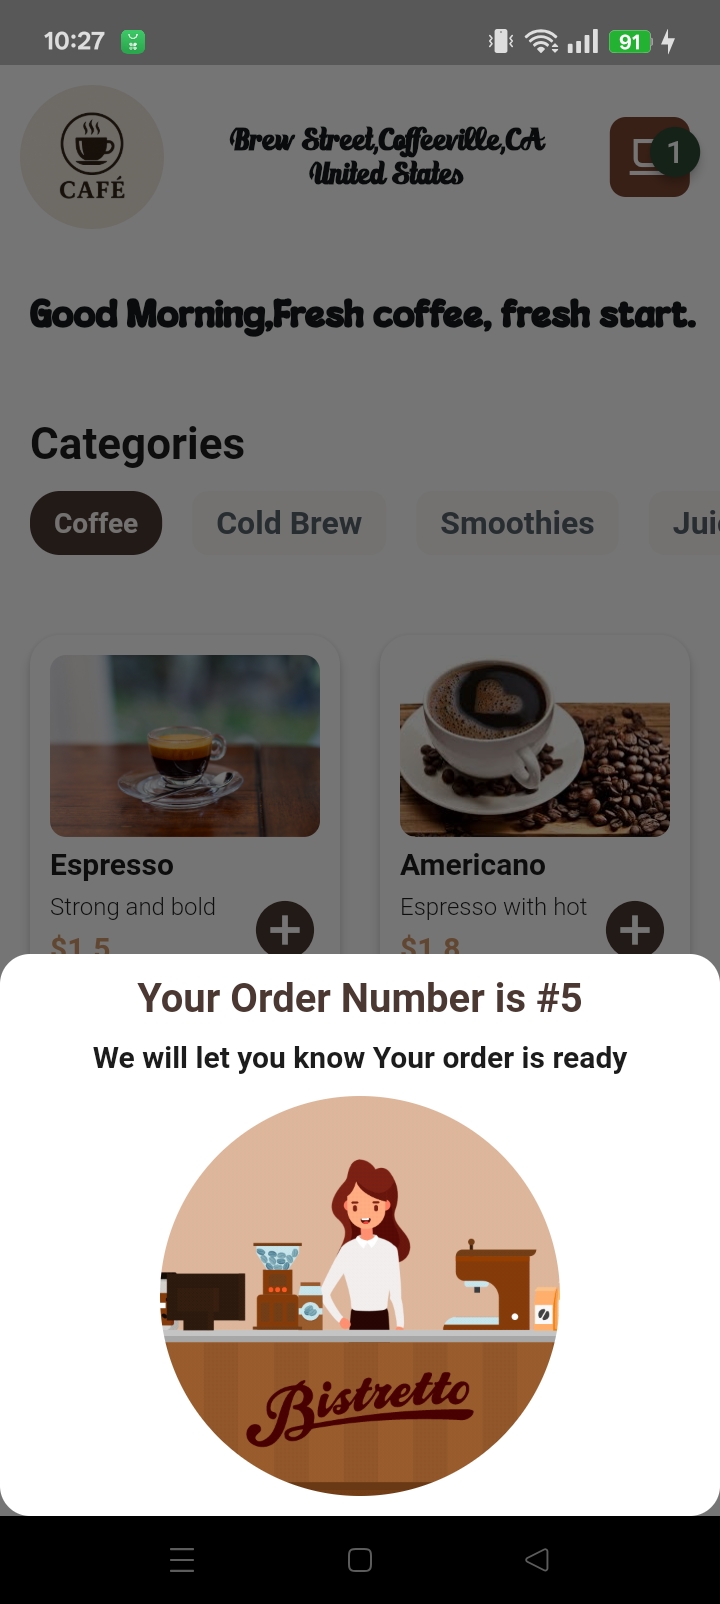 10:27
91
CAFÉ
Brew Street,Coffeeville,CA
United States
1
Good Morning,Fresh coffee, fresh start.
Categories
Coffee
Cold Brew
Smoothies
Espresso
Strong and bold
$1.5
Americano
Espresso with hot
$1.8
Your Order Number is #5
We will let you know Your order is ready
Bistretto